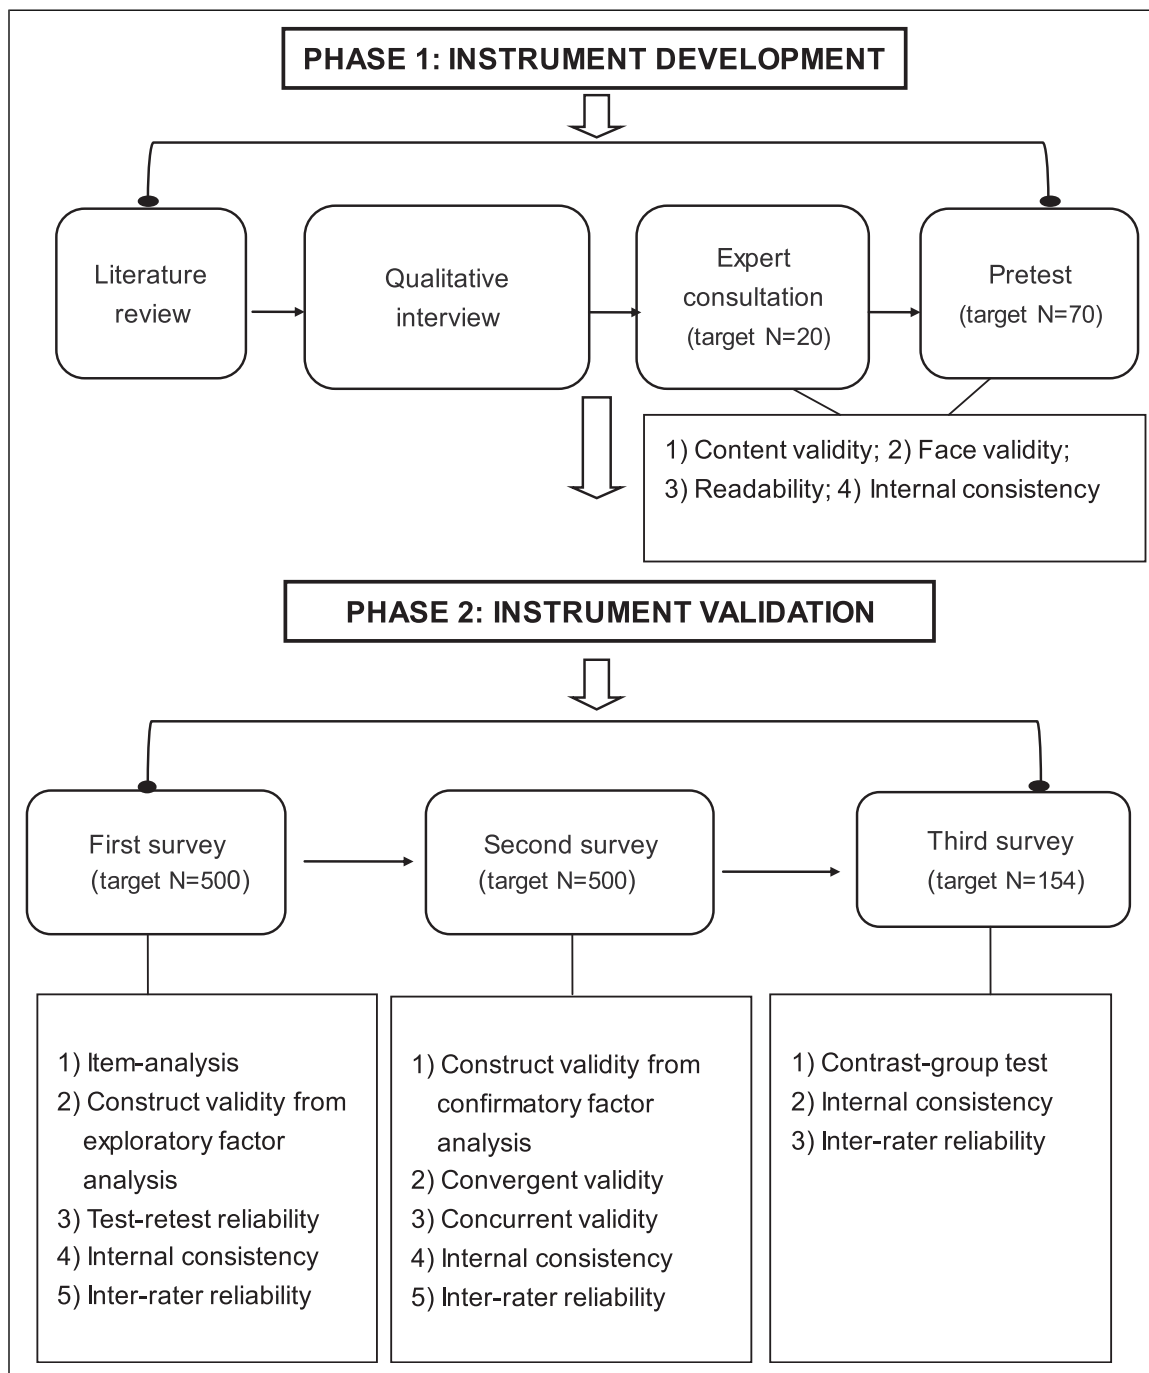 PHASE 1: INSTRUMENT DEVELOPMENT
Literature
review
Qualitative
interview
Expert
consultation
(target N=20)
Pretest
(target N=70)
1) Content validity; 2) Face validity;
3) Readability; 4) Internal consistency
PHASE 2: INSTRUMENT VALIDATION
First survey
(target N=500)
Second survey
(target N=500)
Third survey
(target N=154)
1) Item-analysis
2) Construct validity from
exploratory factor
analysis
3) Test-retest reliability
4) Internal consistency
5) Inter-rater reliability
1) Construct validity from
confirmatory factor
analysis
2) Convergent validity
3) Concurrent validity
4) Internal consistency
5) Inter-rater reliability
1) Contrast-group test
2) Internal consistency
3) Inter-rater reliability